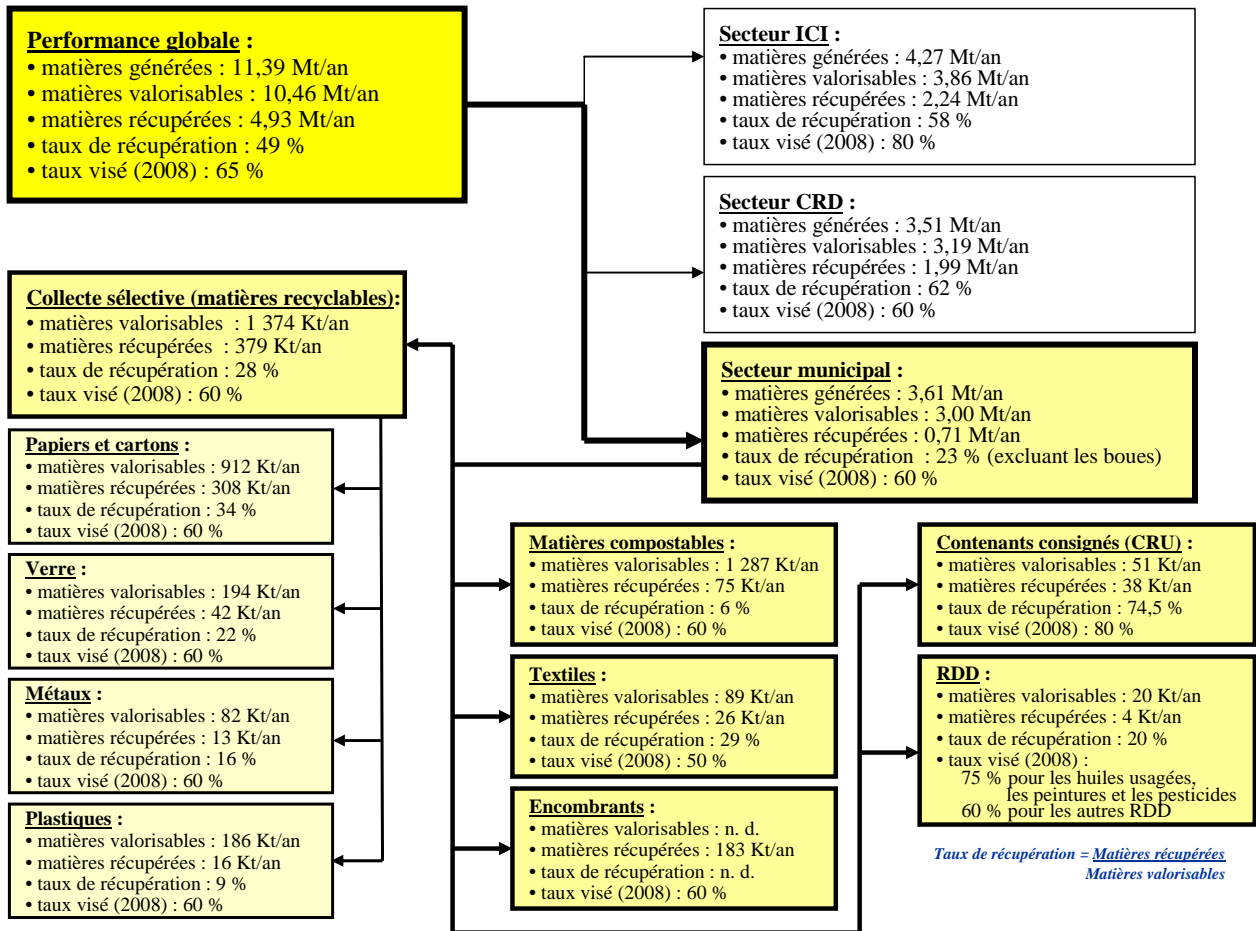 Performance globale :
• matières générées : 11,39 Mt/an
• matières valorisables : 10,46 Mt/an
• matières récupérées : 4,93 Mt/an
• taux de récupération : 49 %
• taux visé (2008) : 65 %
Secteur ICI :
• matières générées : 4,27 Mt/an
• matières valorisables : 3,86 Mt/an
• matières récupérées : 2,24 Mt/an
• taux de récupération : 58 %
• taux visé (2008) : 80 %
Secteur CRD :
• matières générées : 3,51 Mt/an
• matières valorisables : 3,19 Mt/an
• matières récupérées : 1,99 Mt/an
• taux de récupération : 62 %
• taux visé (2008) : 60 %
Secteur municipal :
• matières générées : 3,61 Mt/an
• matières valorisables : 3,00 Mt/an
• matières récupérées : 0,71 Mt/an
• taux de récupération : 23 % (excluant les boues)
• taux visé (2008) : 60 %
Collecte sélective (matières recyclables):
• matières valorisables : 1 374 Kt/an
• matières récupérées : 379 Kt/an
• taux de récupération : 28 %
• taux visé (2008) : 60 %
Papiers et cartons :
• matières valorisables : 912 Kt/an
• matières récupérées : 308 Kt/an
• taux de récupération : 34 %
• taux visé (2008) : 60 %
Verre :
• matières valorisables : 194 Kt/an
• matières récupérées : 42 Kt/an
• taux de récupération : 22 %
• taux visé (2008) : 60 %
Métaux :
• matières valorisables : 82 Kt/an
• matières récupérées : 13 Kt/an
• taux de récupération : 16 %
• taux visé (2008) : 60 %
Plastiques :
• matières valorisables : 186 Kt/an
• matières récupérées : 16 Kt/an
• taux de récupération : 9 %
• taux visé (2008) : 60 %
Matières compostables :
• matières valorisables : 1 287 Kt/an
• matières récupérées : 75 Kt/an
• taux de récupération : 6 %
• taux visé (2008) : 60 %
Textiles :
• matières valorisables : 89 Kt/an
• matières récupérées : 26 Kt/an
• taux de récupération : 29 %
• taux visé (2008) : 50 %
Encombrants :
• matières valorisables : n. d.
• matières récupérées : 183 Kt/an
• taux de récupération : n. d.
• taux visé (2008) : 60 %
Contenants consignés (CRU) :
• matières valorisables : 51 Kt/an
• matières récupérées : 38 Kt/an
• taux de récupération : 74,5 %
• taux visé (2008) : 80 %
RDD :
• matières valorisables : 20 Kt/an
• matières récupérées : 4 Kt/an
• taux de récupération : 20 %
• taux visé (2008) :
75 % pour les huiles usagées,
les peintures et les pesticides
60 % pour les autres RDD
Taux de récupération = Matières récupérées
Matières valorisables